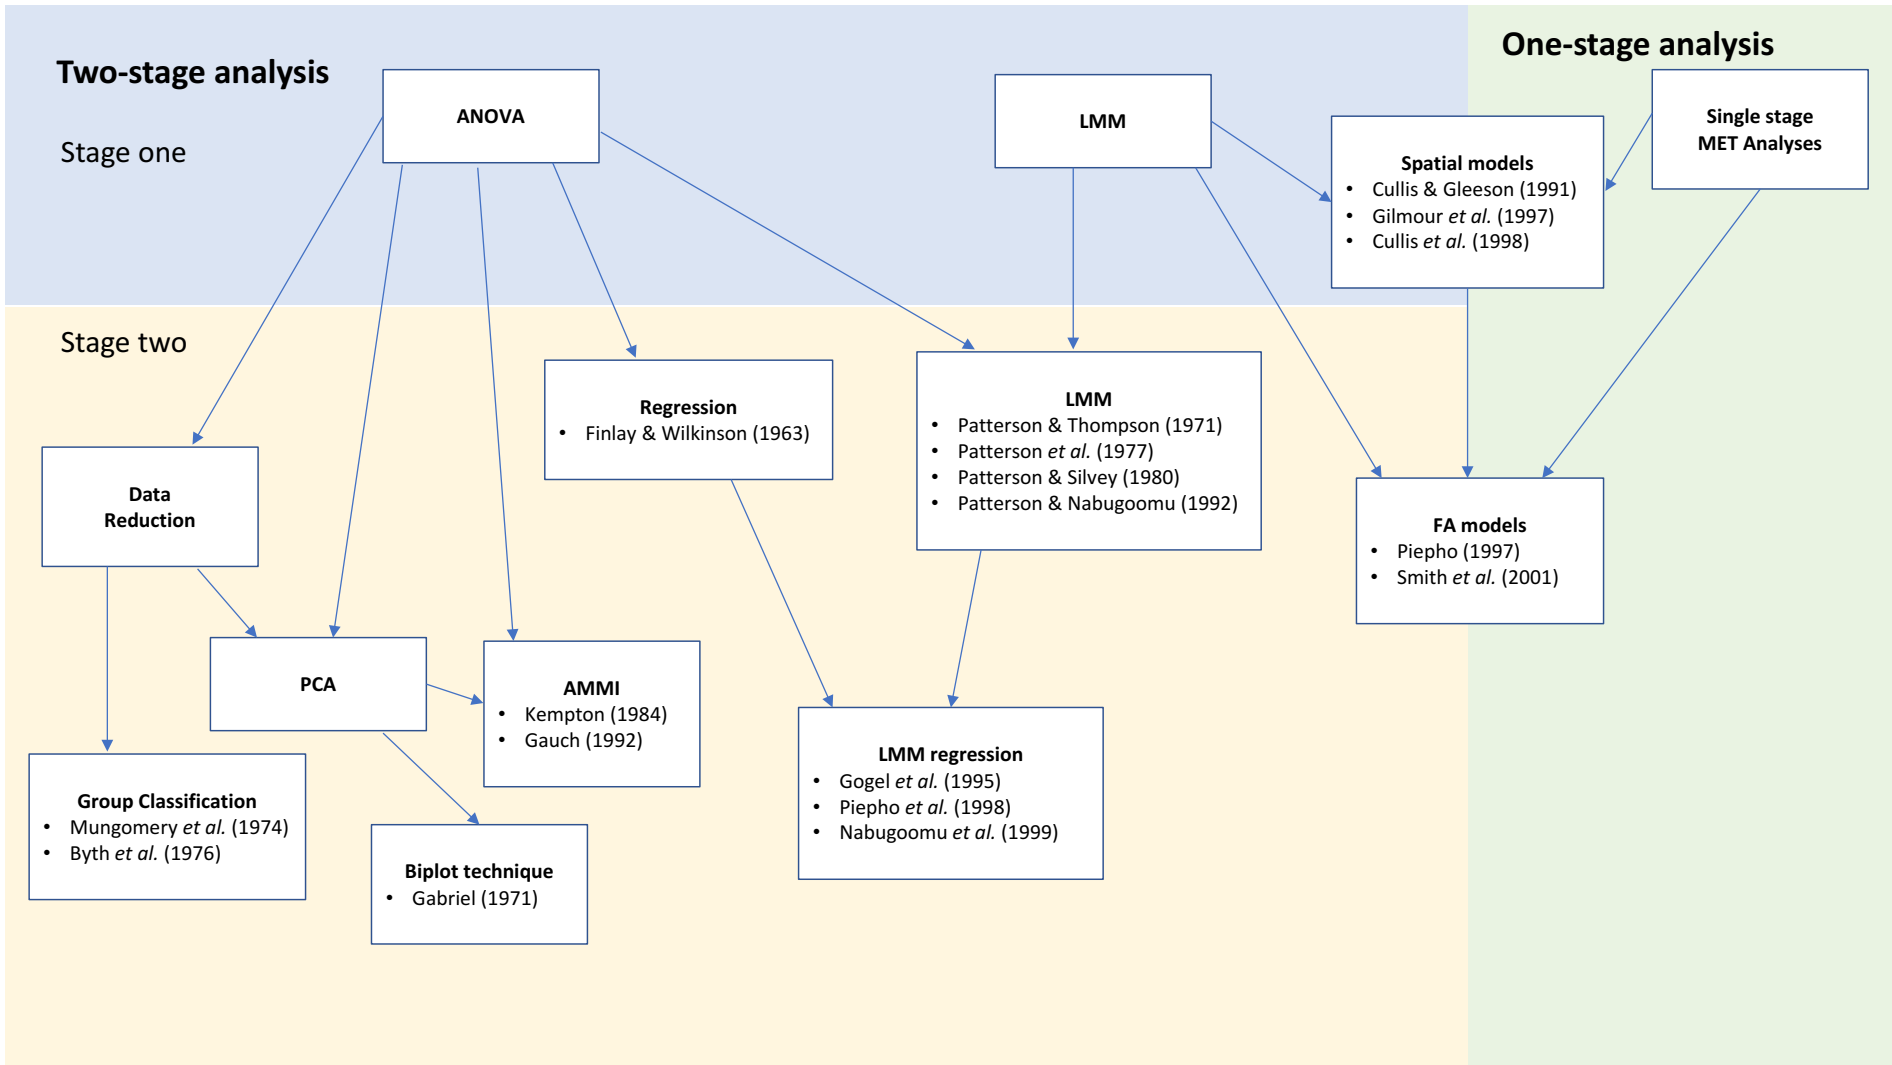 Two-stage analysis
One-stage analysis
Stage one
ANOVA
LMM
Single stage
MET Analyses
Spatial models
• Cullis & Gleeson (1991)
• Gilmour et al. (1997)
• Cullis et al. (1998)
Stage two
Regression
• Finlay & Wilkinson (1963)
LMM
• Patterson & Thompson (1971)
• Patterson et al. (1977)
• Patterson & Silvey (1980)
• Patterson & Nabugoomu (1992)
Data
Reduction
FA models
• Piepho (1997)
• Smith et al. (2001)
PCA
AMMI
• Kempton (1984)
• Gauch (1992)
LMM regression
• Gogel et al. (1995)
• Piepho et al. (1998)
• Nabugoomu et al. (1999)
Group Classification
• Mungomery et al. (1974)
• Byth et al. (1976)
Biplot technique
• Gabriel (1971)